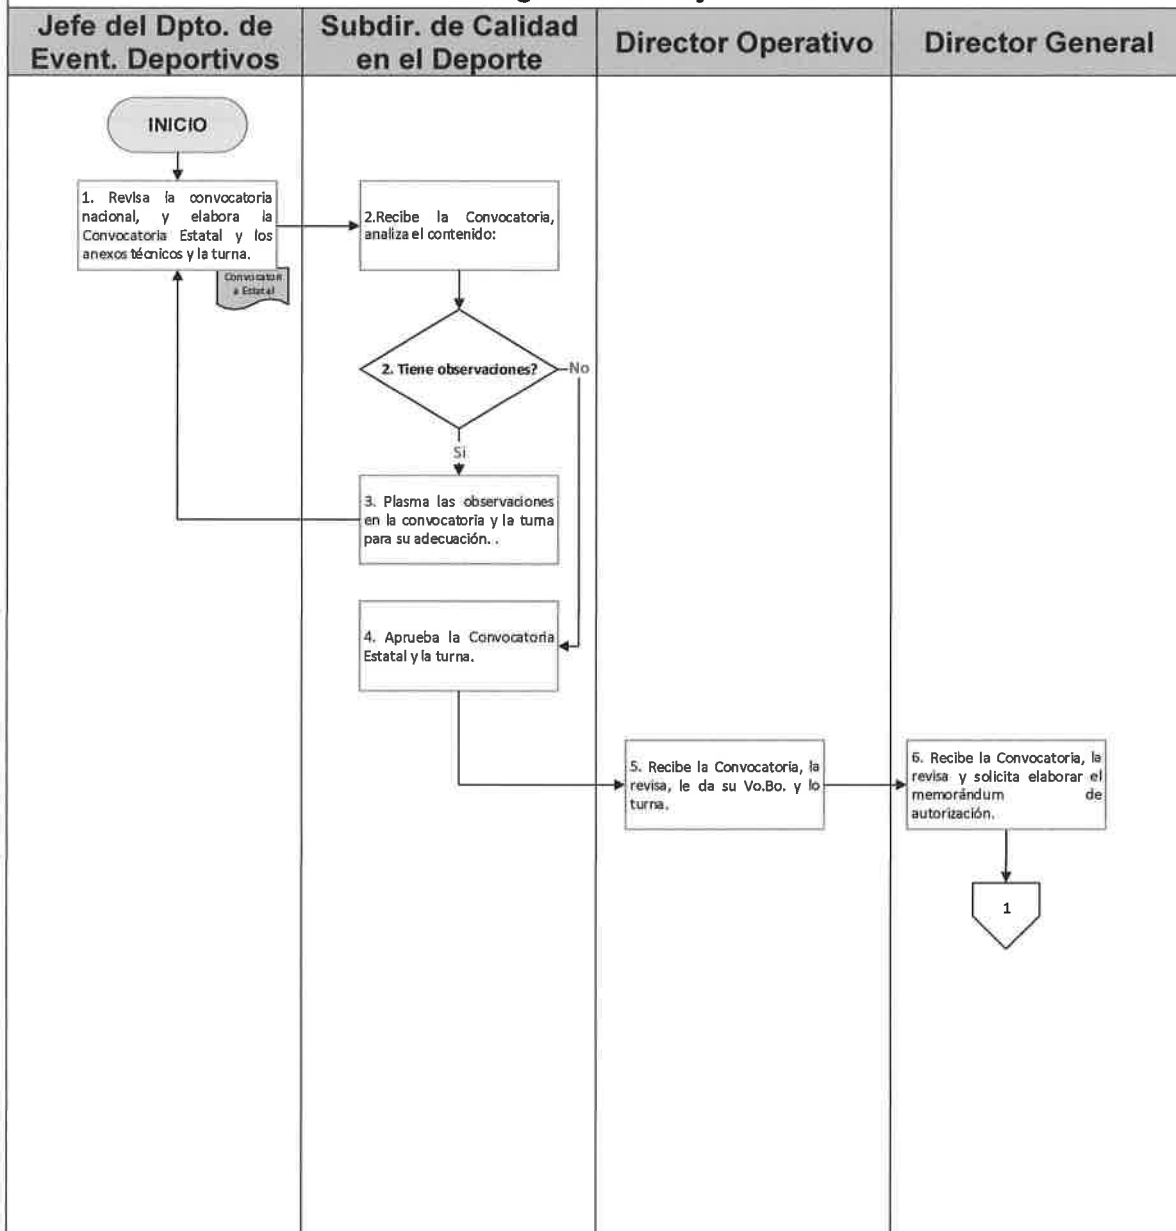 Jefe del Dpto. de
Event. Deportivos
Subdir. de Calidad
en el Deporte
Director Operativo
Director General
INICIO
1. Revisa la convocatoria
nacional, y elabora la
Convocatoria Estatal y los
anexos técnicos y la turna.
Convocatori
a Estatal
2.Recibe la Convocatoria,
analiza el contenido:
2. Tiene observaciones?
No
Si
3. Plasma las observaciones
en la convocatoria y la turna
para su adecuación. .
4. Aprueba la Convocatoria
Estatal y la turna.
5. Recibe la Convocatoria, la
revisa, le da su Vo.Bo. y lo
turna.
6. Recibe la Convocatoria, la
revisa y solicita elaborar el
memorándum de
autorización.
1